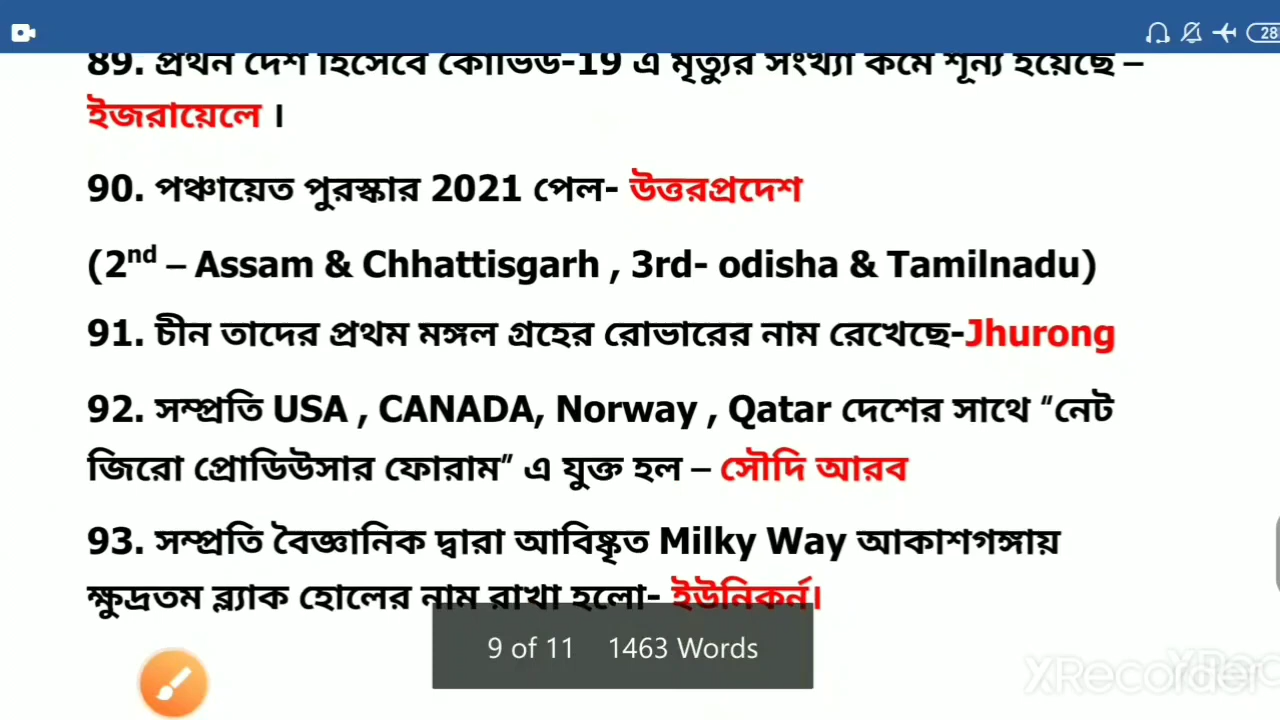 28
89. প্রথন দেশ হিসেবে কোভিড-19 এ মৃত্যুর সংখ্যা কমে শূন্য হয়েছে –
ইজরায়েলে ।
90. পঞ্চায়েত পুরস্কার 2021 পেল- উত্তরপ্রদেশ
(2nd – Assam & Chhattisgarh , 3rd- odisha & Tamilnadu)
91. চীন তাদের প্রথম মঙ্গল গ্রহের রোভারের নাম রেখেছে-Jhurong
92. সম্প্রতি USA , CANADA, Norway , Qatar দেশের সাথে “নেট
জিরো প্রোডিউসার ফোরাম” এ যুক্ত হল – সৌদি আরব
93. সম্প্রতি বৈজ্ঞানিক দ্বারা আবিষ্কৃত Milky Way আকাশগঙ্গায়
ক্ষুদ্রতম ব্ল্যাক হোলের নাম রাখা হলো- ইউনিকর্ন।
9 of 11 1463 Words
XRecorder